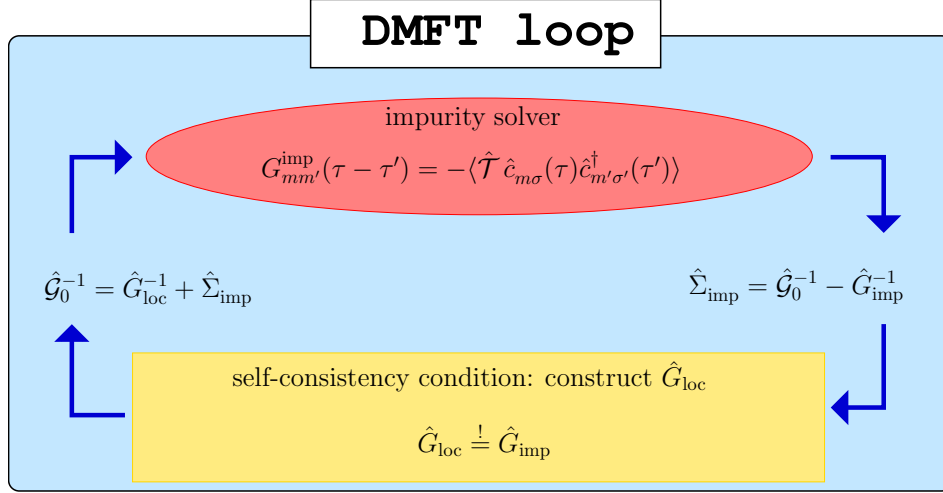 DMFT loop
impurity solver
G^{imp}_{mm'}(τ − τ′) = −⟨𝒯̂ ĉ_{mσ}(τ)ĉ^†_{m′σ′}(τ′)⟩
𝒢̂_0^{−1} = Ĝ_{loc}^{−1} + Σ̂_{imp}
Σ̂_{imp} = 𝒢̂_0^{−1} − Ĝ_{imp}^{−1}
self-consistency condition: construct Ĝ_{loc}
Ĝ_{loc} \overset{!}{=} Ĝ_{imp}